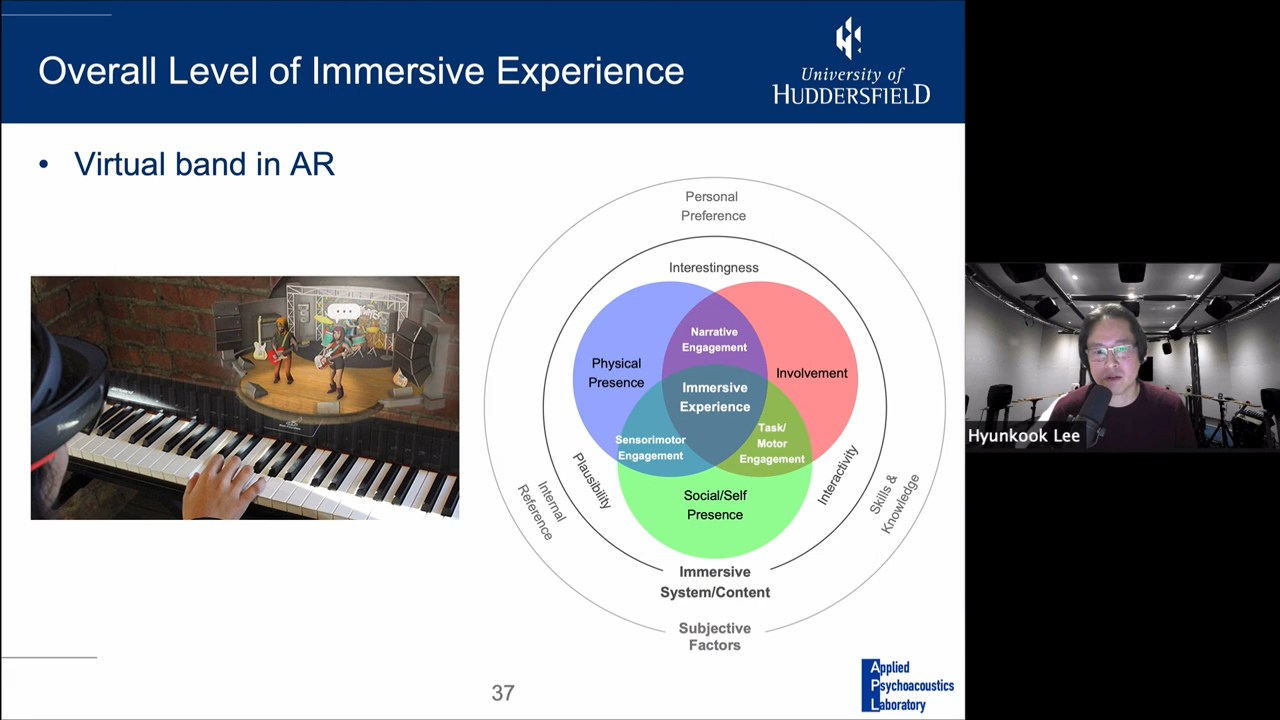 Overall Level of Immersive Experience
University of
HUDDERSFIELD
• Virtual band in AR
Personal
Preference
Interestingness
Narrative
Engagement
Physical
Presence
Involvement
Immersive
Experience
Sensorimotor
Engagement
Task/
Motor
Engagement
Social/Self
Presence
Plausibility
Interactivity
Internal
Reference
Skills &
Knowledge
Immersive
System/Content
Subjective
Factors
37
Applied
Psychoacoustics
Laboratory
Hyunkook Lee